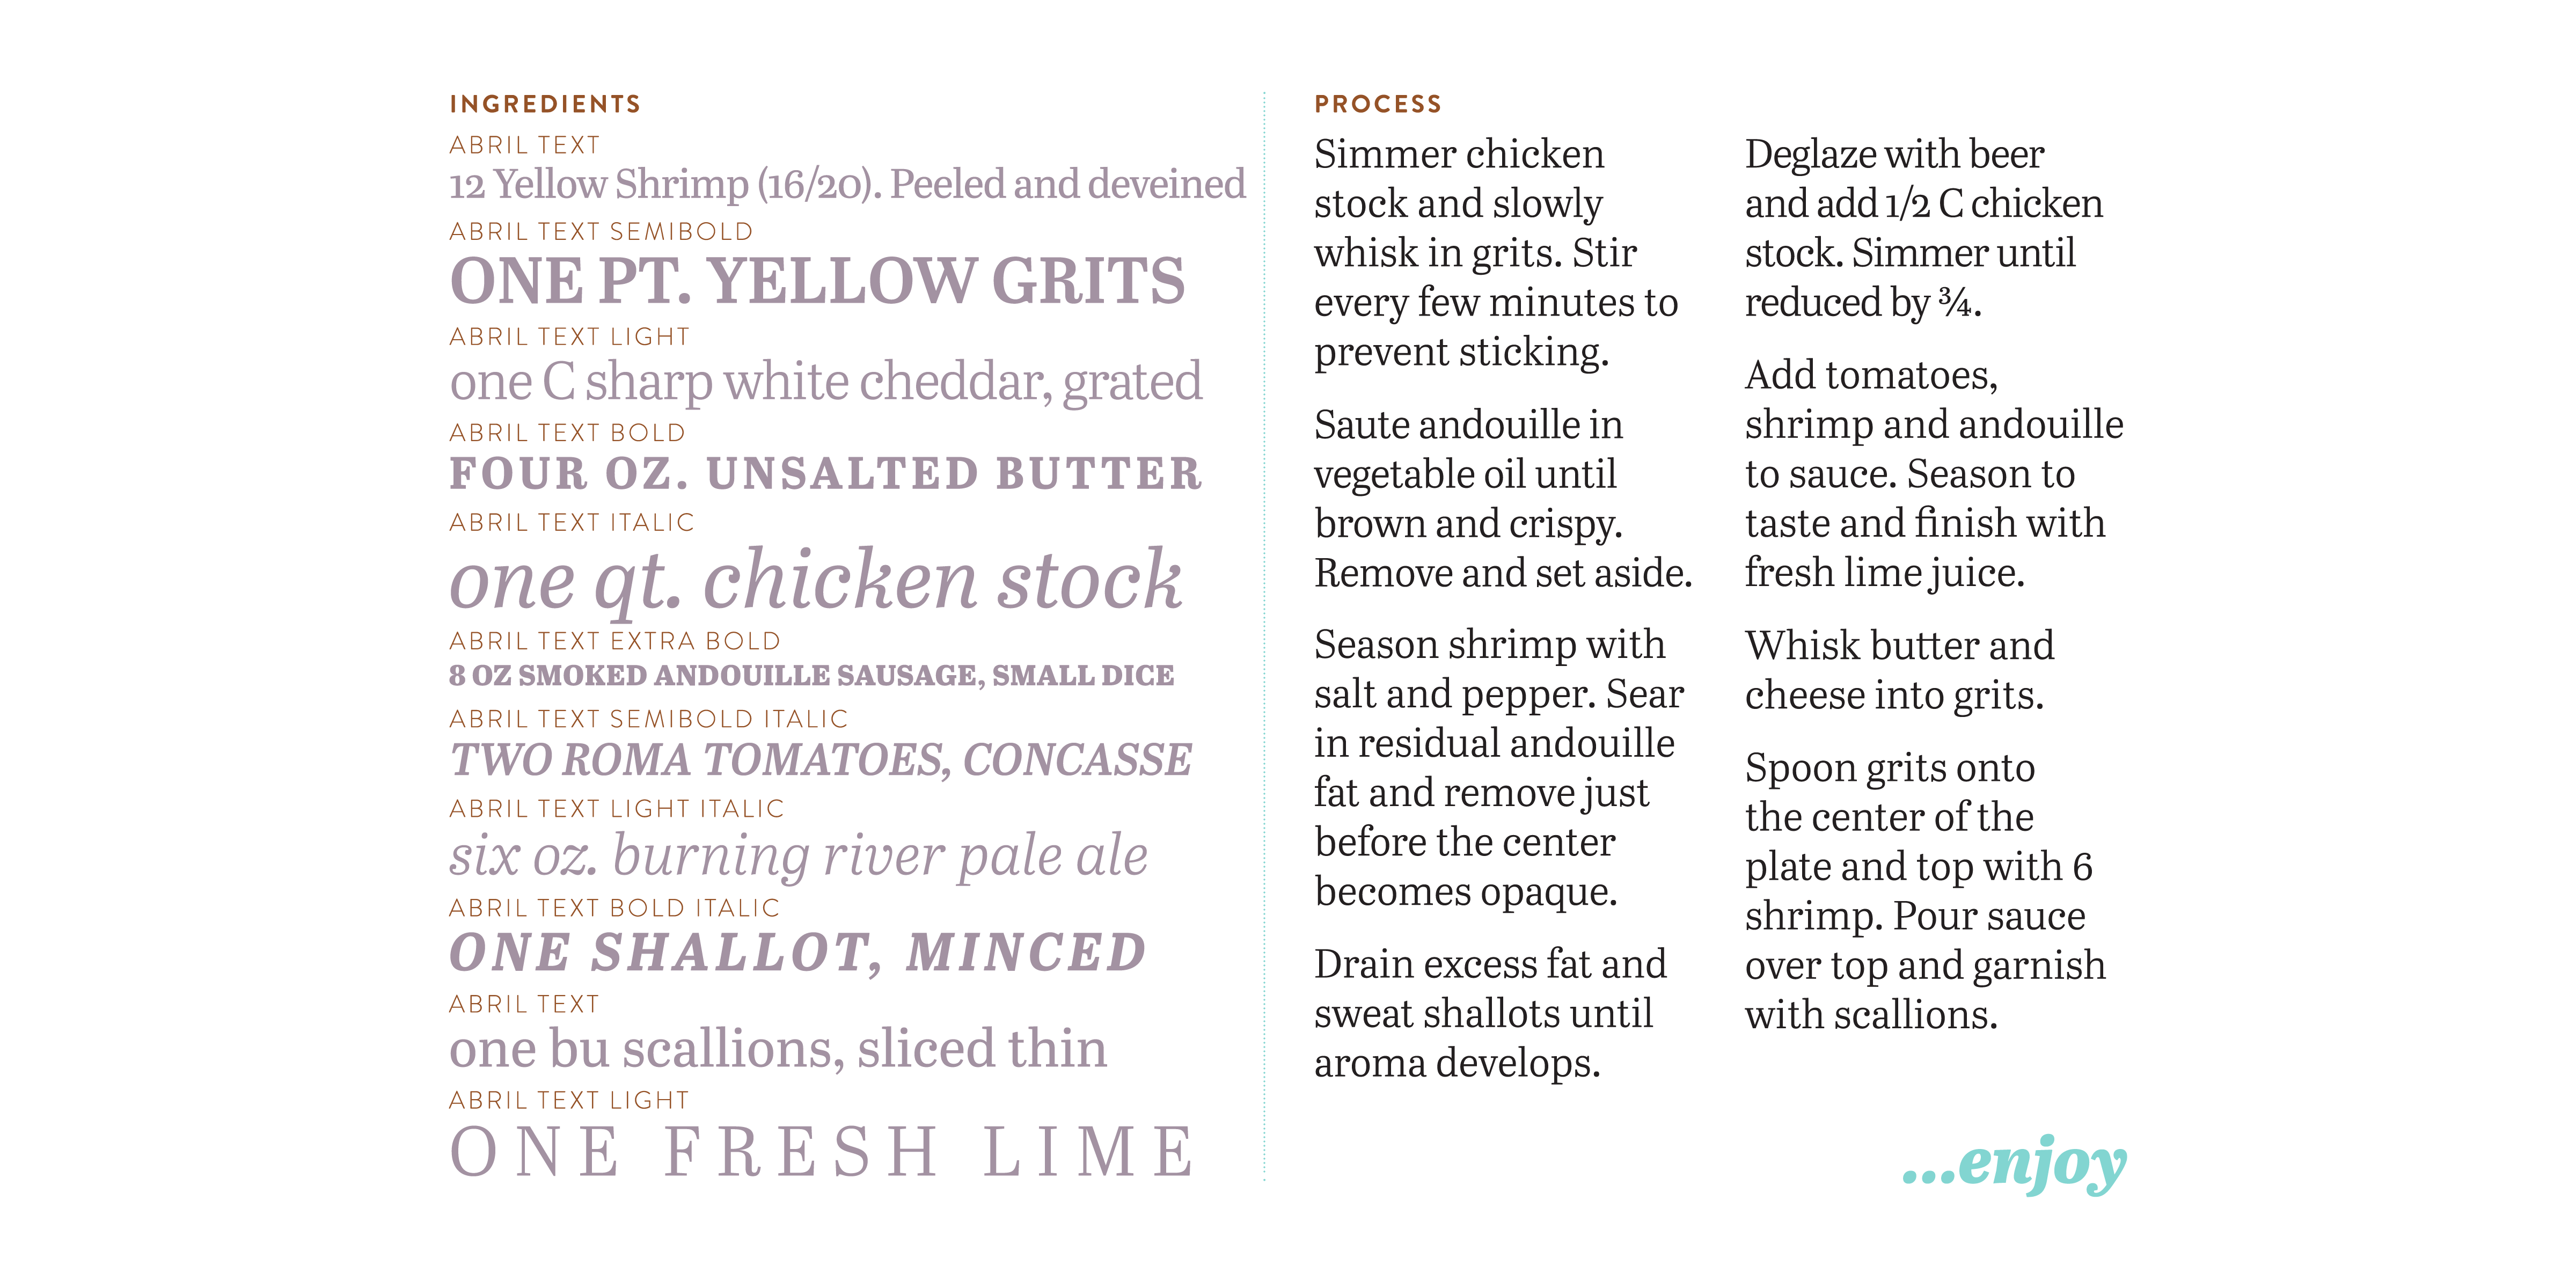 INGREDIENTS
ABRIL TEXT
12 Yellow Shrimp (16/20). Peeled and deveined
ABRIL TEXT SEMIBOLD
ONE PT. YELLOW GRITS
ABRIL TEXT LIGHT
one C sharp white cheddar, grated
ABRIL TEXT BOLD
FOUR OZ. UNSALTED BUTTER
ABRIL TEXT ITALIC
one qt. chicken stock
ABRIL TEXT EXTRA BOLD
8 OZ SMOKED ANDOUILLE SAUSAGE, SMALL DICE
ABRIL TEXT SEMIBOLD ITALIC
TWO ROMA TOMATOES, CONCASSE
ABRIL TEXT LIGHT ITALIC
six oz. burning river pale ale
ABRIL TEXT BOLD ITALIC
ONE SHALLOT, MINCED
ABRIL TEXT
one bu scallions, sliced thin
ABRIL TEXT LIGHT
ONE FRESH LIME
PROCESS
Simmer chicken
stock and slowly
whisk in grits. Stir
every few minutes to
prevent sticking.
Saute andouille in
vegetable oil until
brown and crispy.
Remove and set aside.
Season shrimp with
salt and pepper. Sear
in residual andouille
fat and remove just
before the center
becomes opaque.
Drain excess fat and
sweat shallots until
aroma develops.
Deglaze with beer
and add 1/2 C chicken
stock. Simmer until
reduced by ¾.
Add tomatoes,
shrimp and andouille
to sauce. Season to
taste and finish with
fresh lime juice.
Whisk butter and
cheese into grits.
Spoon grits onto
the center of the
plate and top with 6
shrimp. Pour sauce
over top and garnish
with scallions.
...enjoy